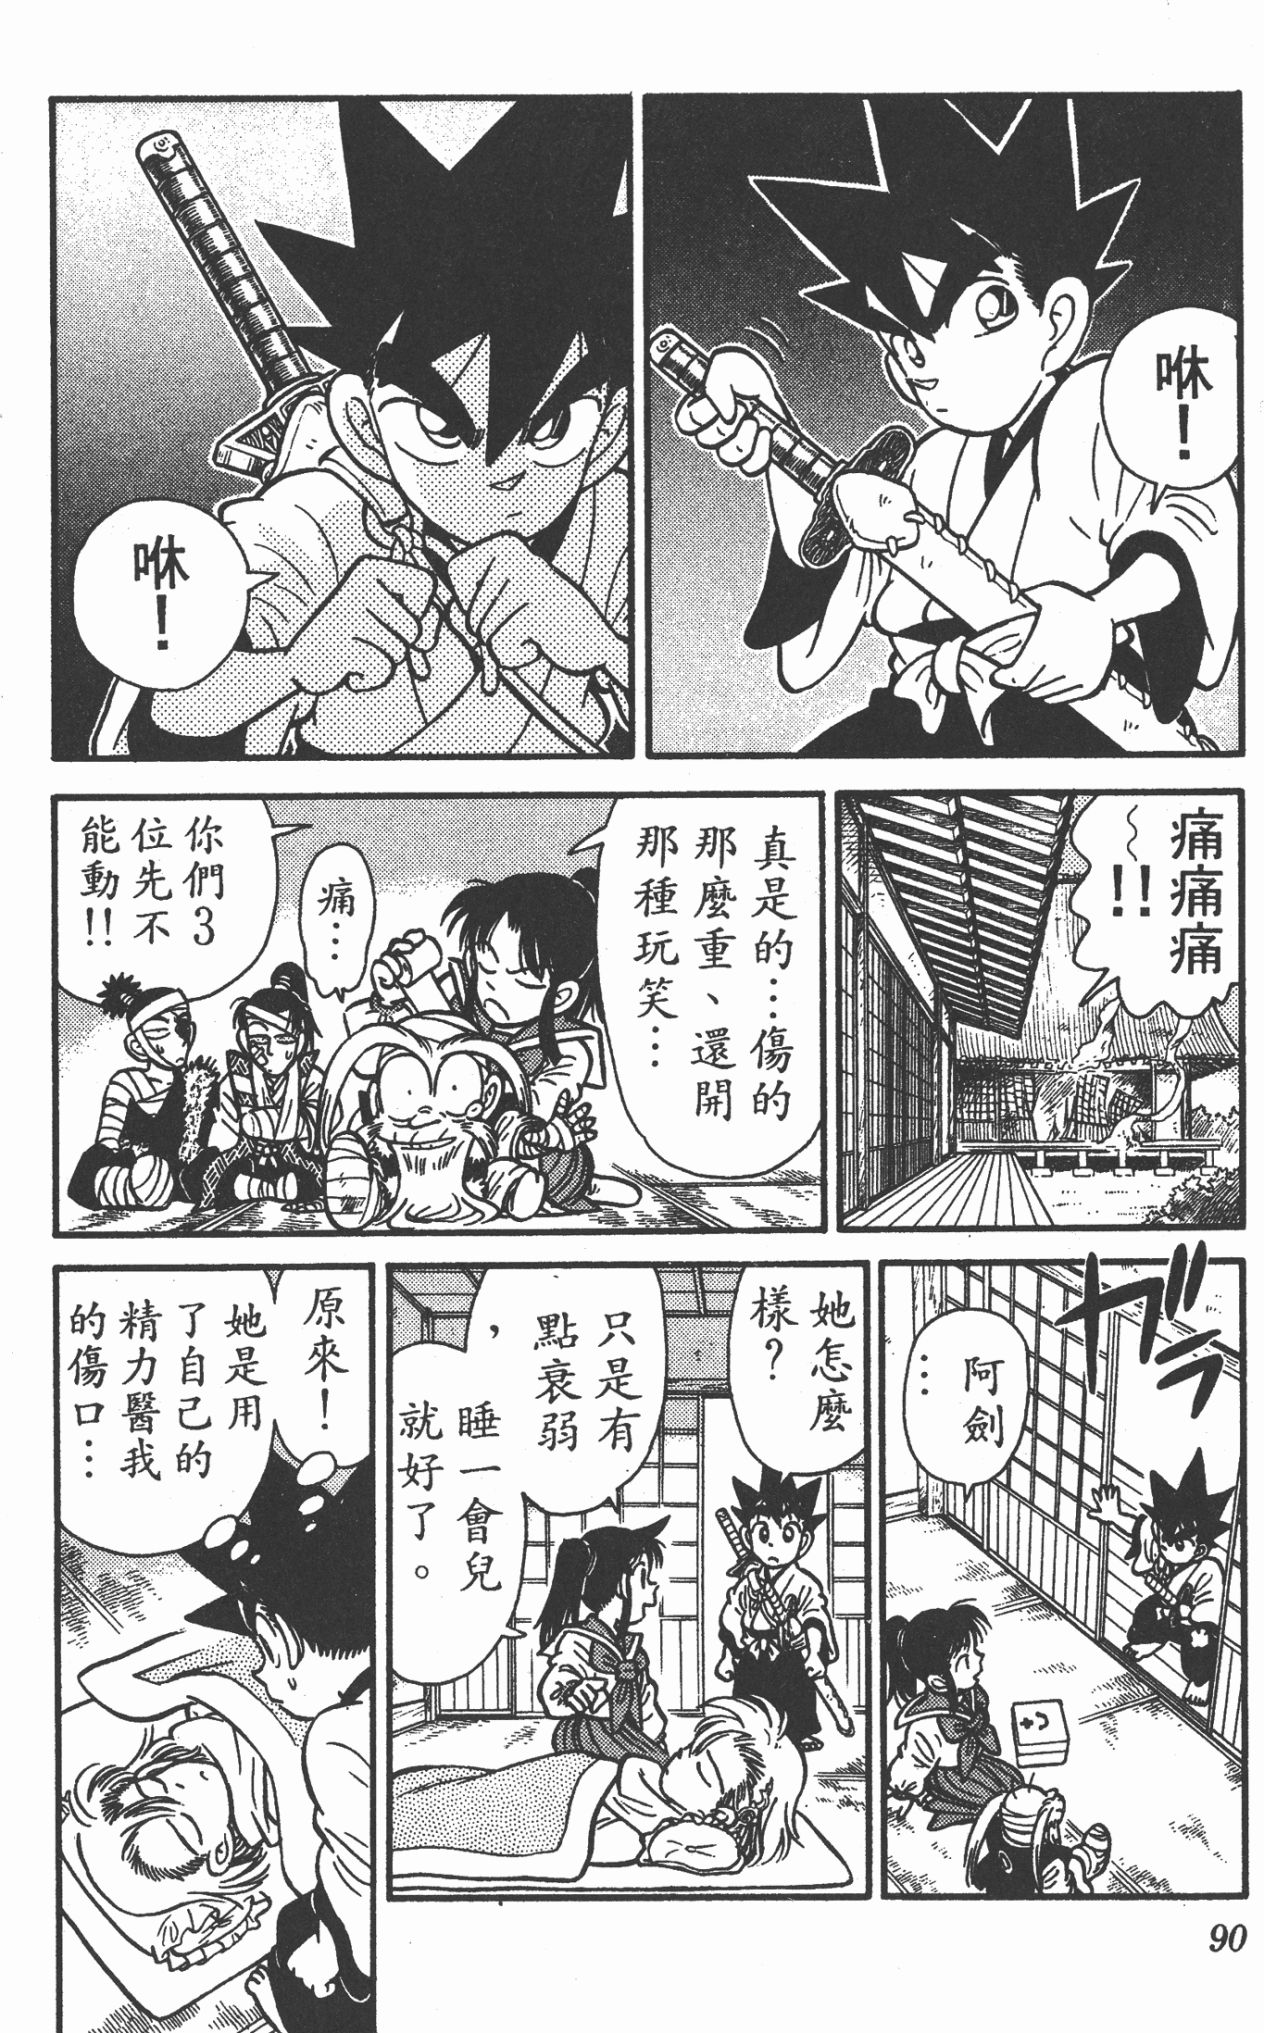 咻！
咻！
痛痛痛
～!!
真是的…傷的
那麼重、還開
那種玩笑…
痛…
你們3
位先不
能動!!
ガラ
阿劍
…
她怎麼
樣？
只是有
點衰弱
，
睡一會兒
就好了。
原來！
她是用
了自己的
精力醫我
的傷口…
90